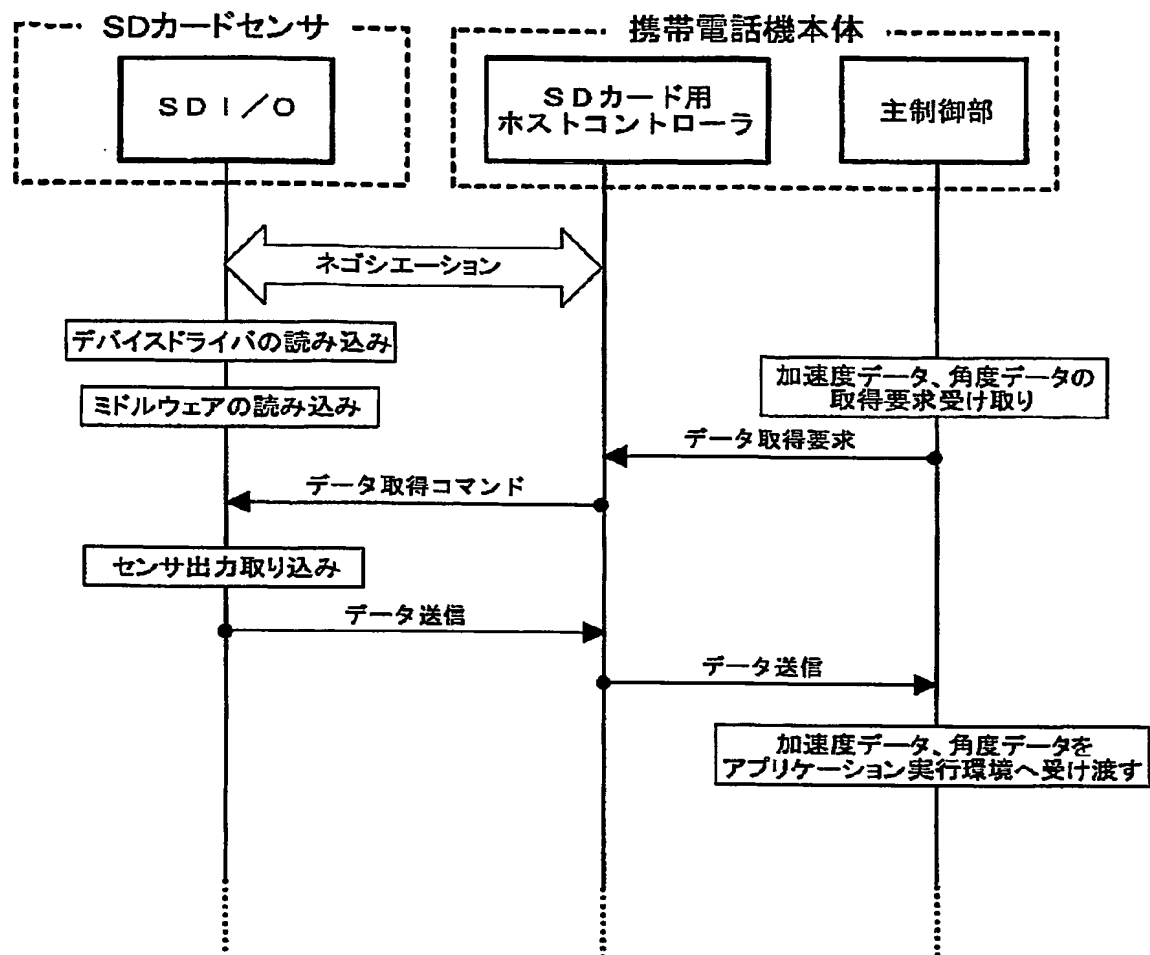 SDカードセンサ
携帯電話機本体
SDI/O
SDカード用
ホストコントローラ
主制御部
ネゴシエーション
デバイスドライバの読み込み
ミドルウェアの読み込み
加速度データ、角度データの
取得要求受け取り
データ取得要求
データ取得コマンド
センサ出力取り込み
データ送信
データ送信
加速度データ、角度データを
アプリケーション実行環境へ受け渡す